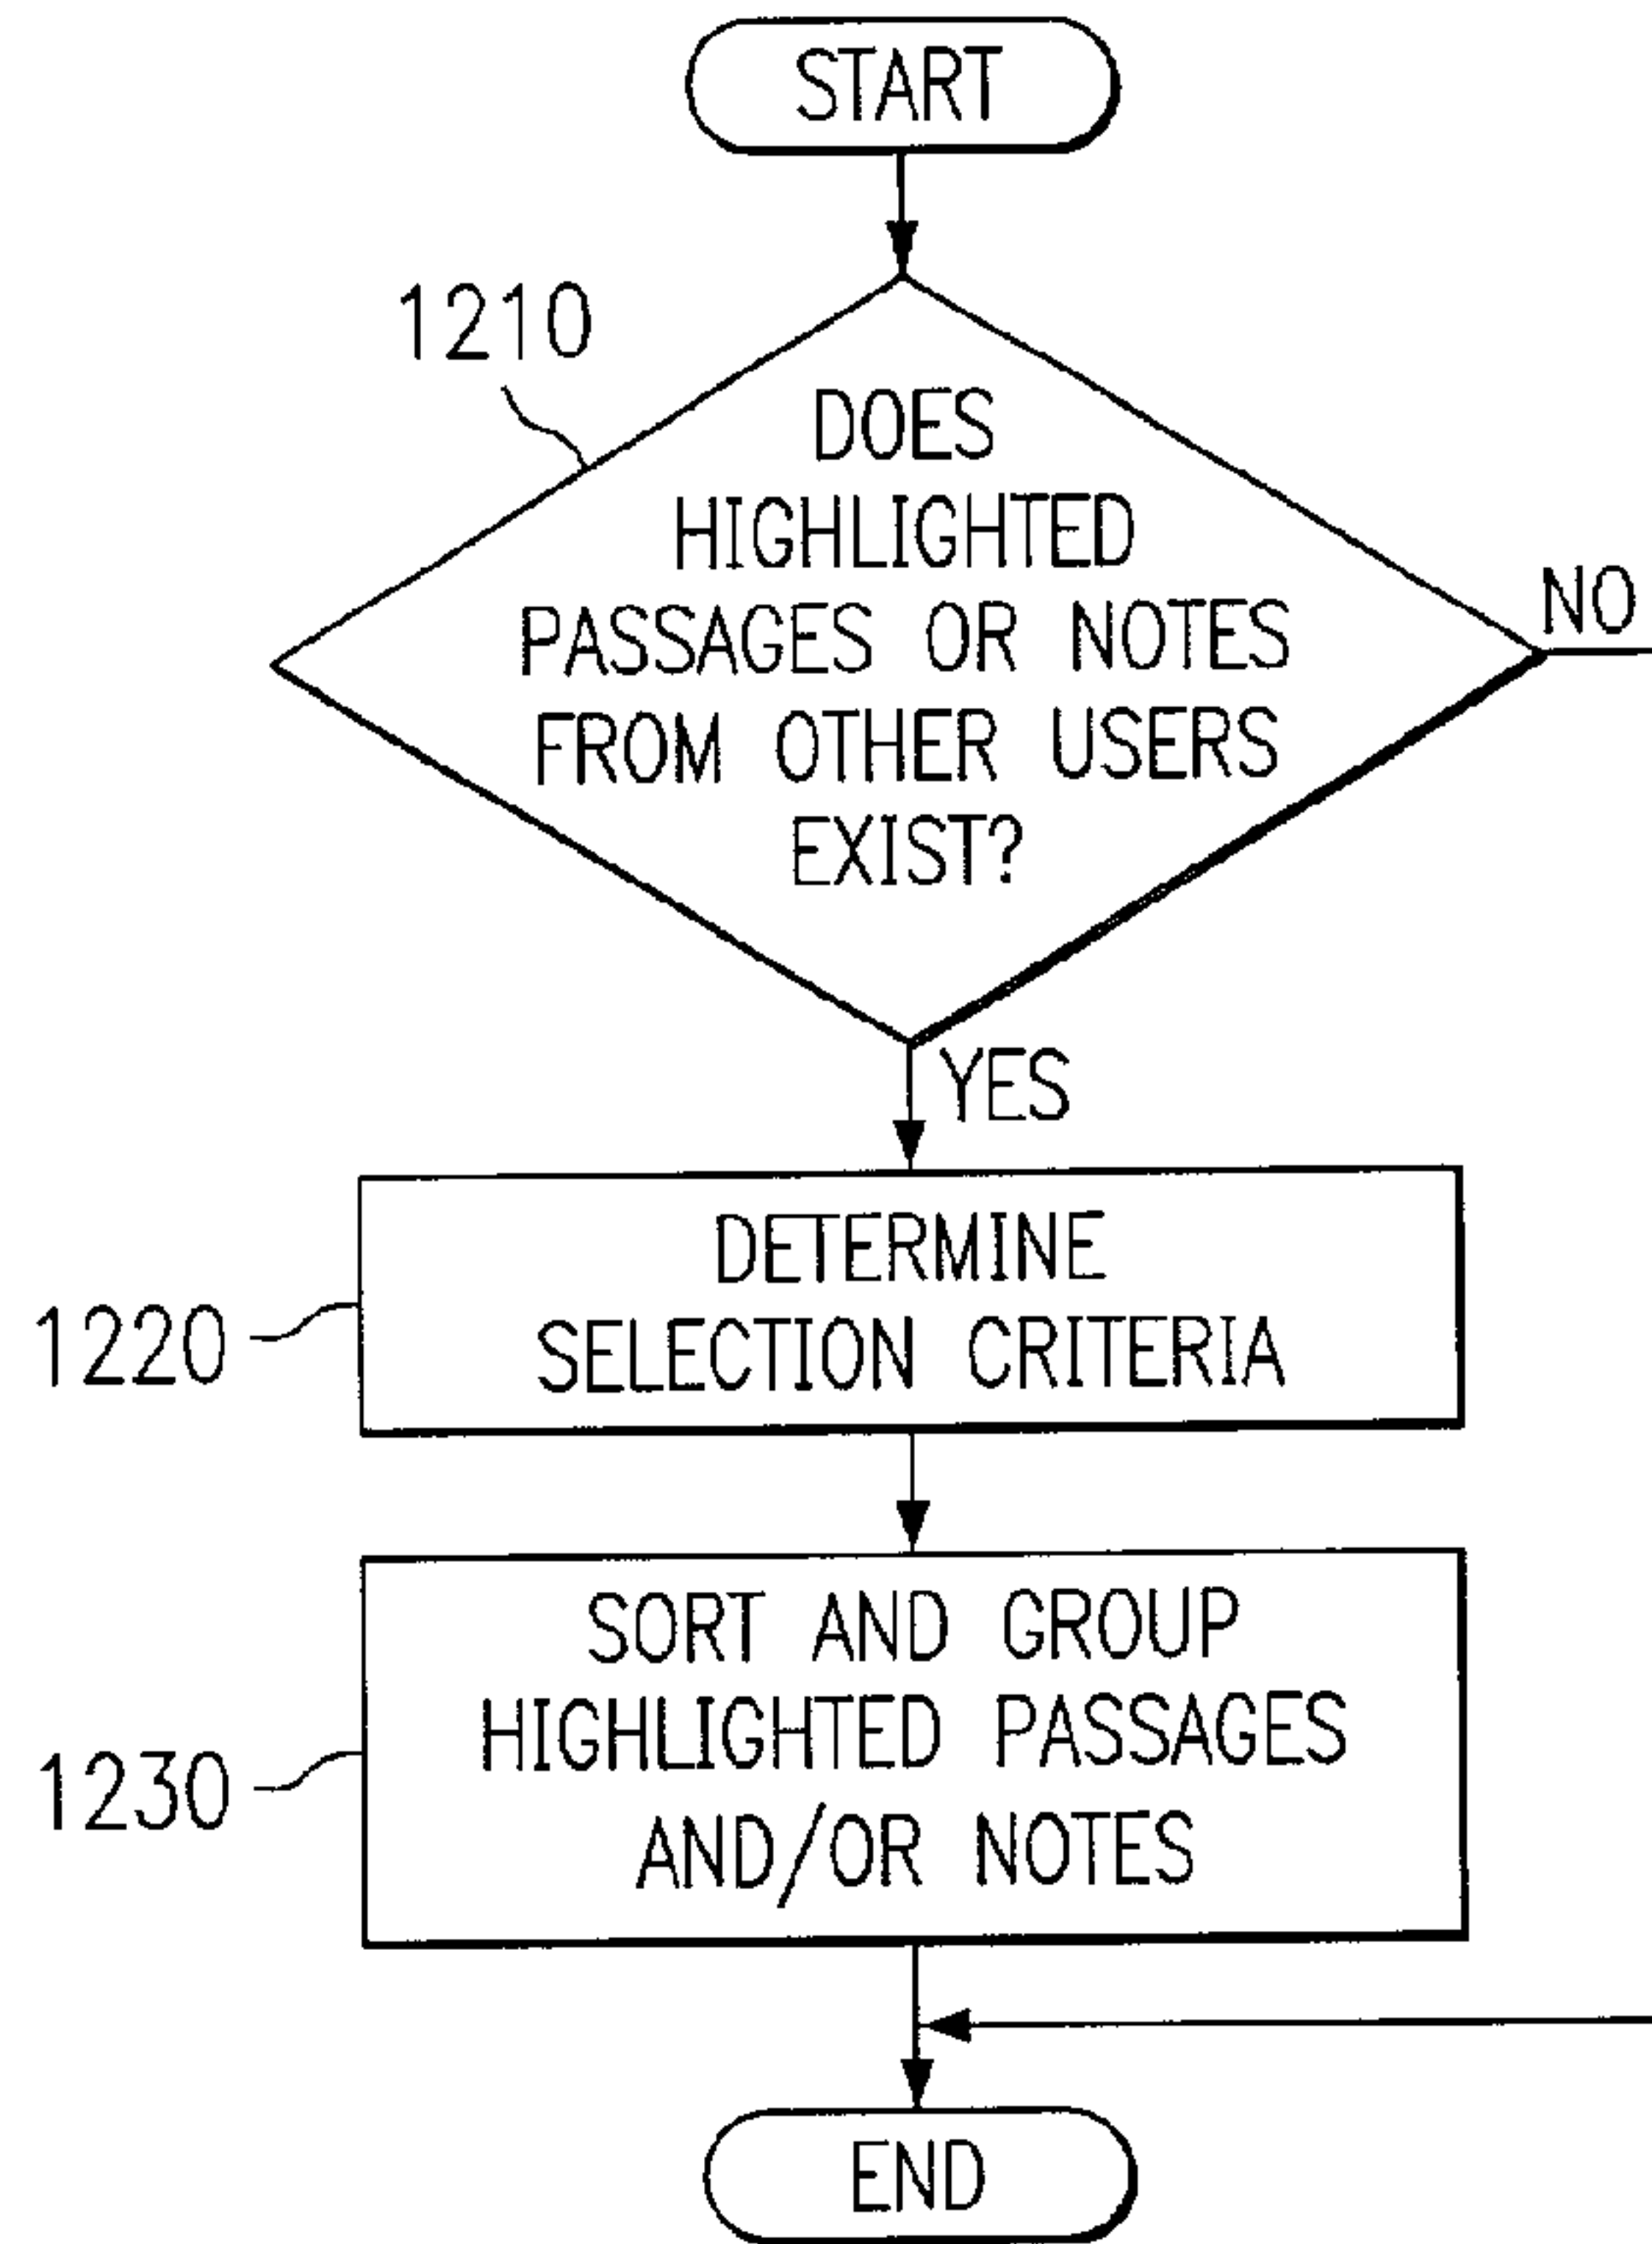 START
1210
DOES
HIGHLIGHTED
PASSAGES OR NOTES
FROM OTHER USERS
EXIST?
NO
YES
DETERMINE
SELECTION CRITERIA
1220
SORT AND GROUP
HIGHLIGHTED PASSAGES
AND/OR NOTES
1230
END